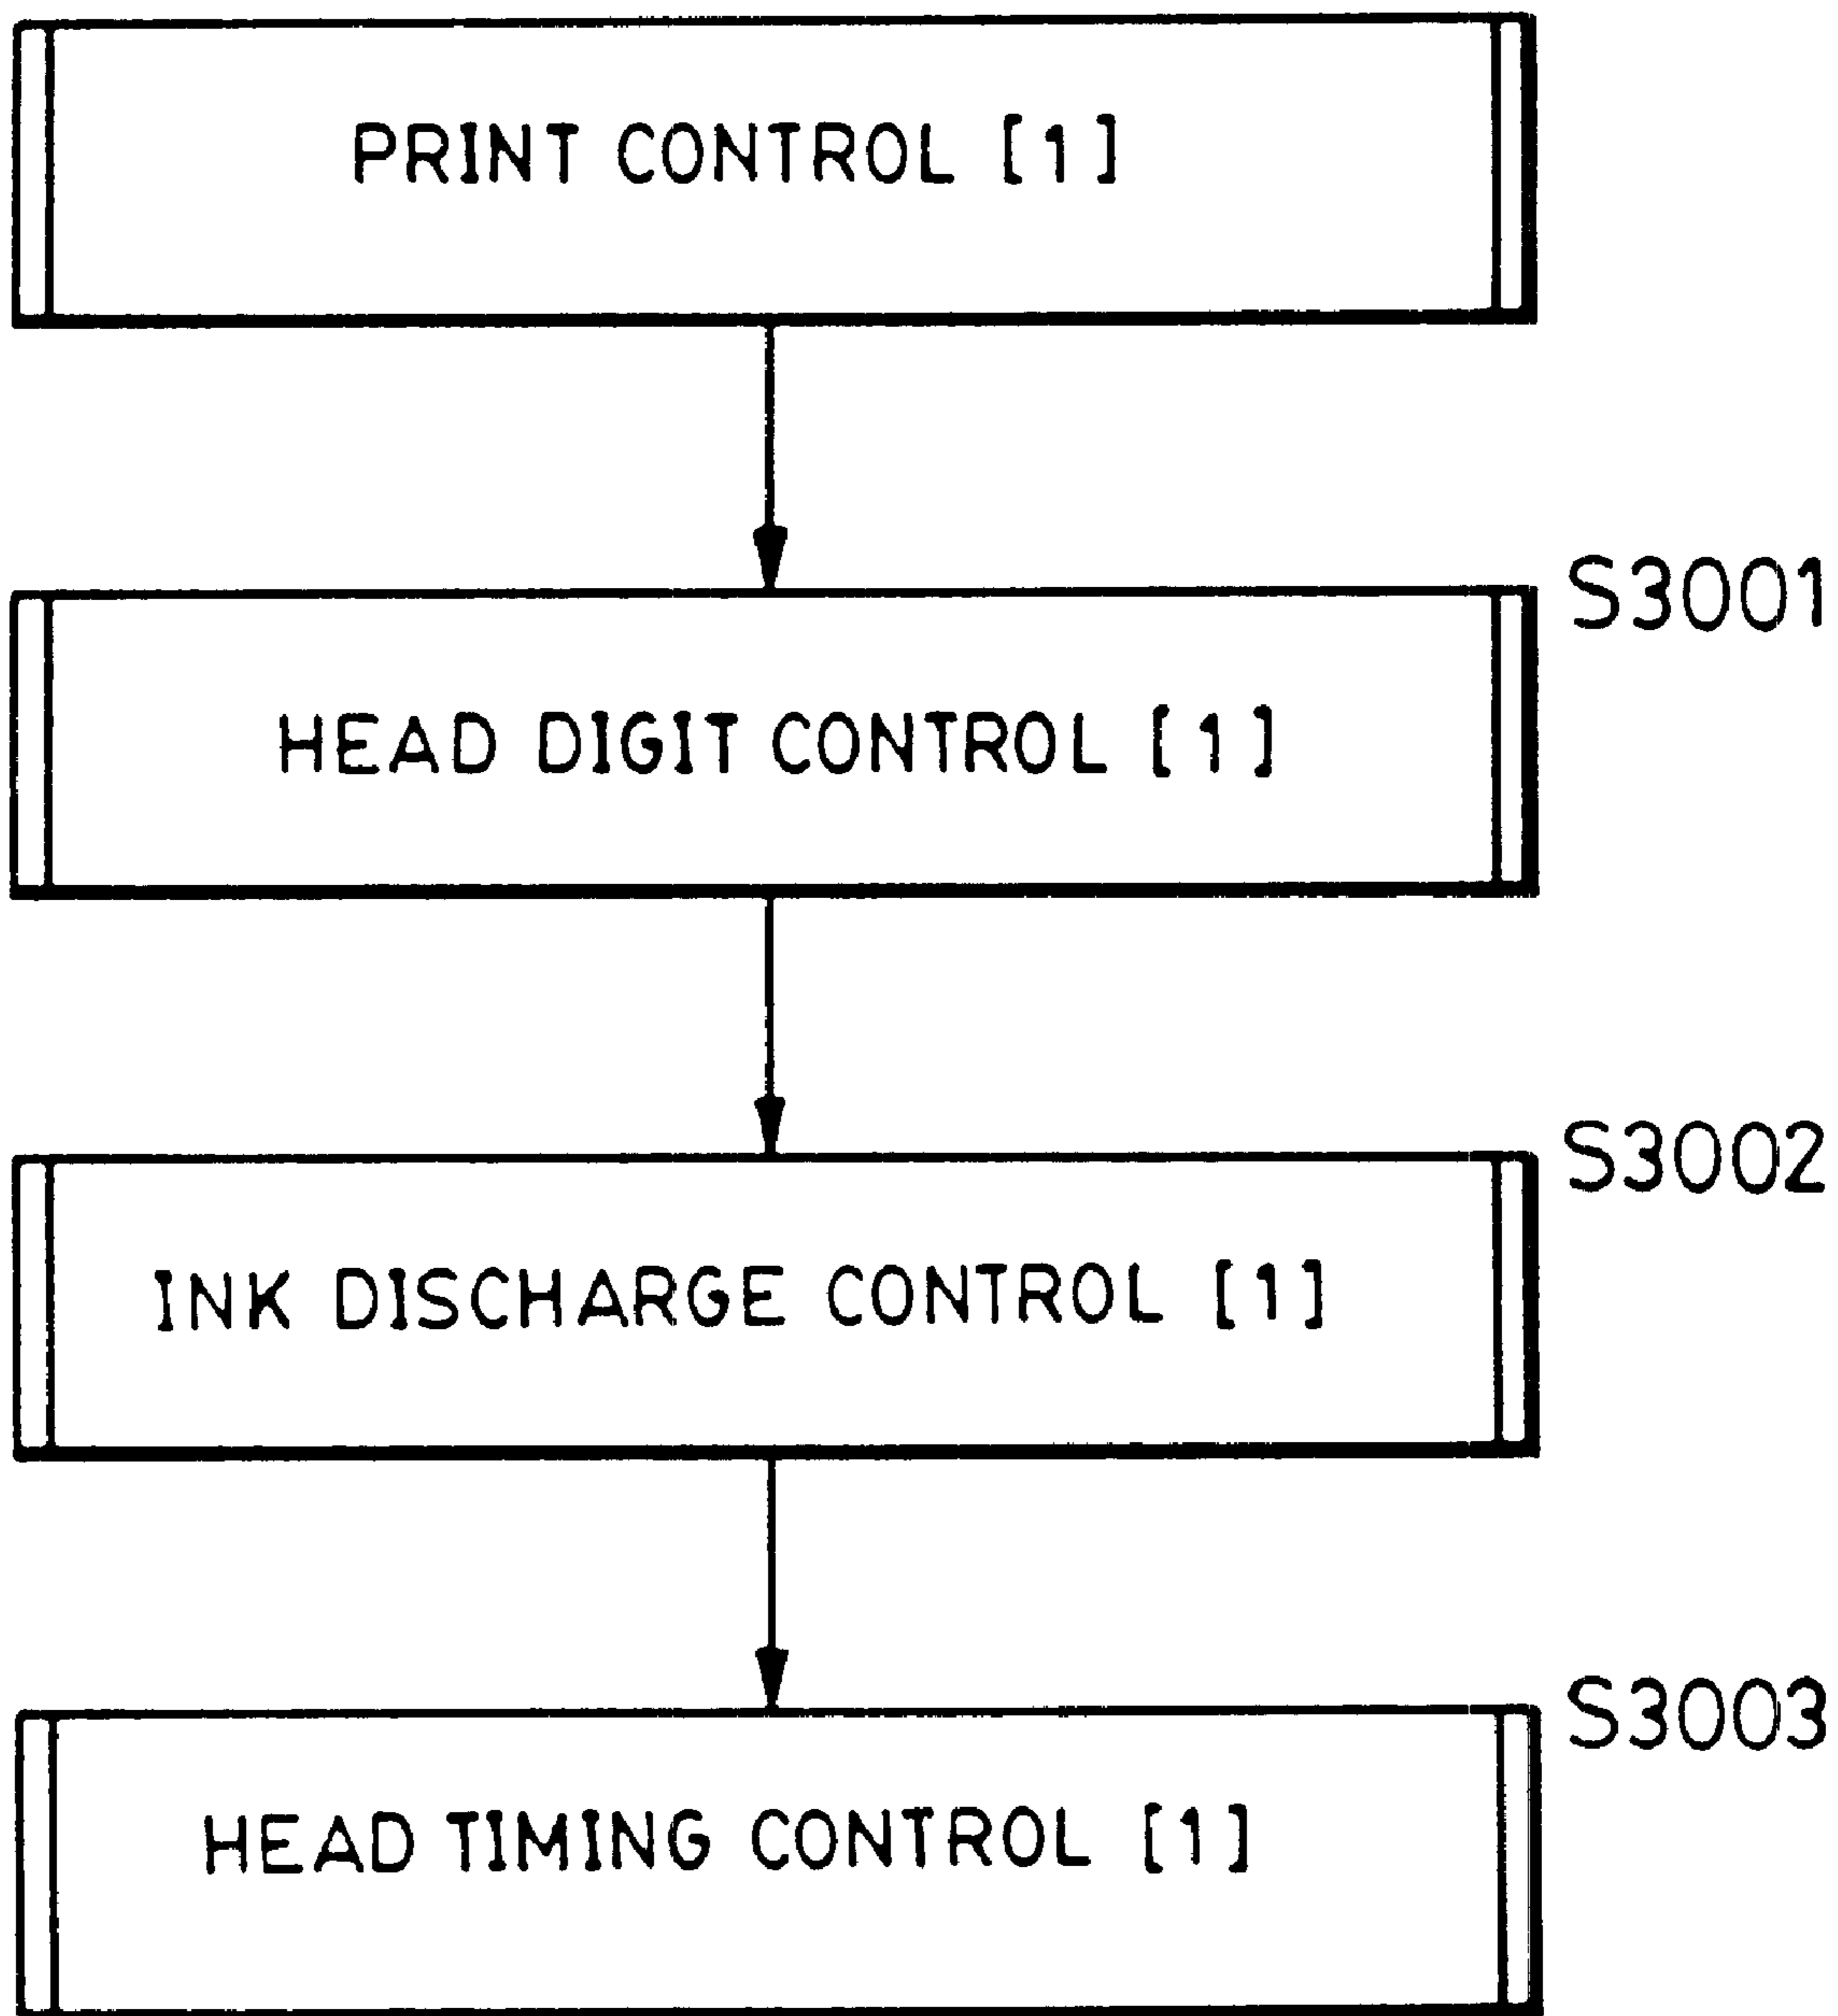 PRINT CONTROL [1]
S3001
HEAD DIGIT CONTROL [1]
S3002
INK DISCHARGE CONTROL [1]
S3003
HEAD TIMING CONTROL [1]